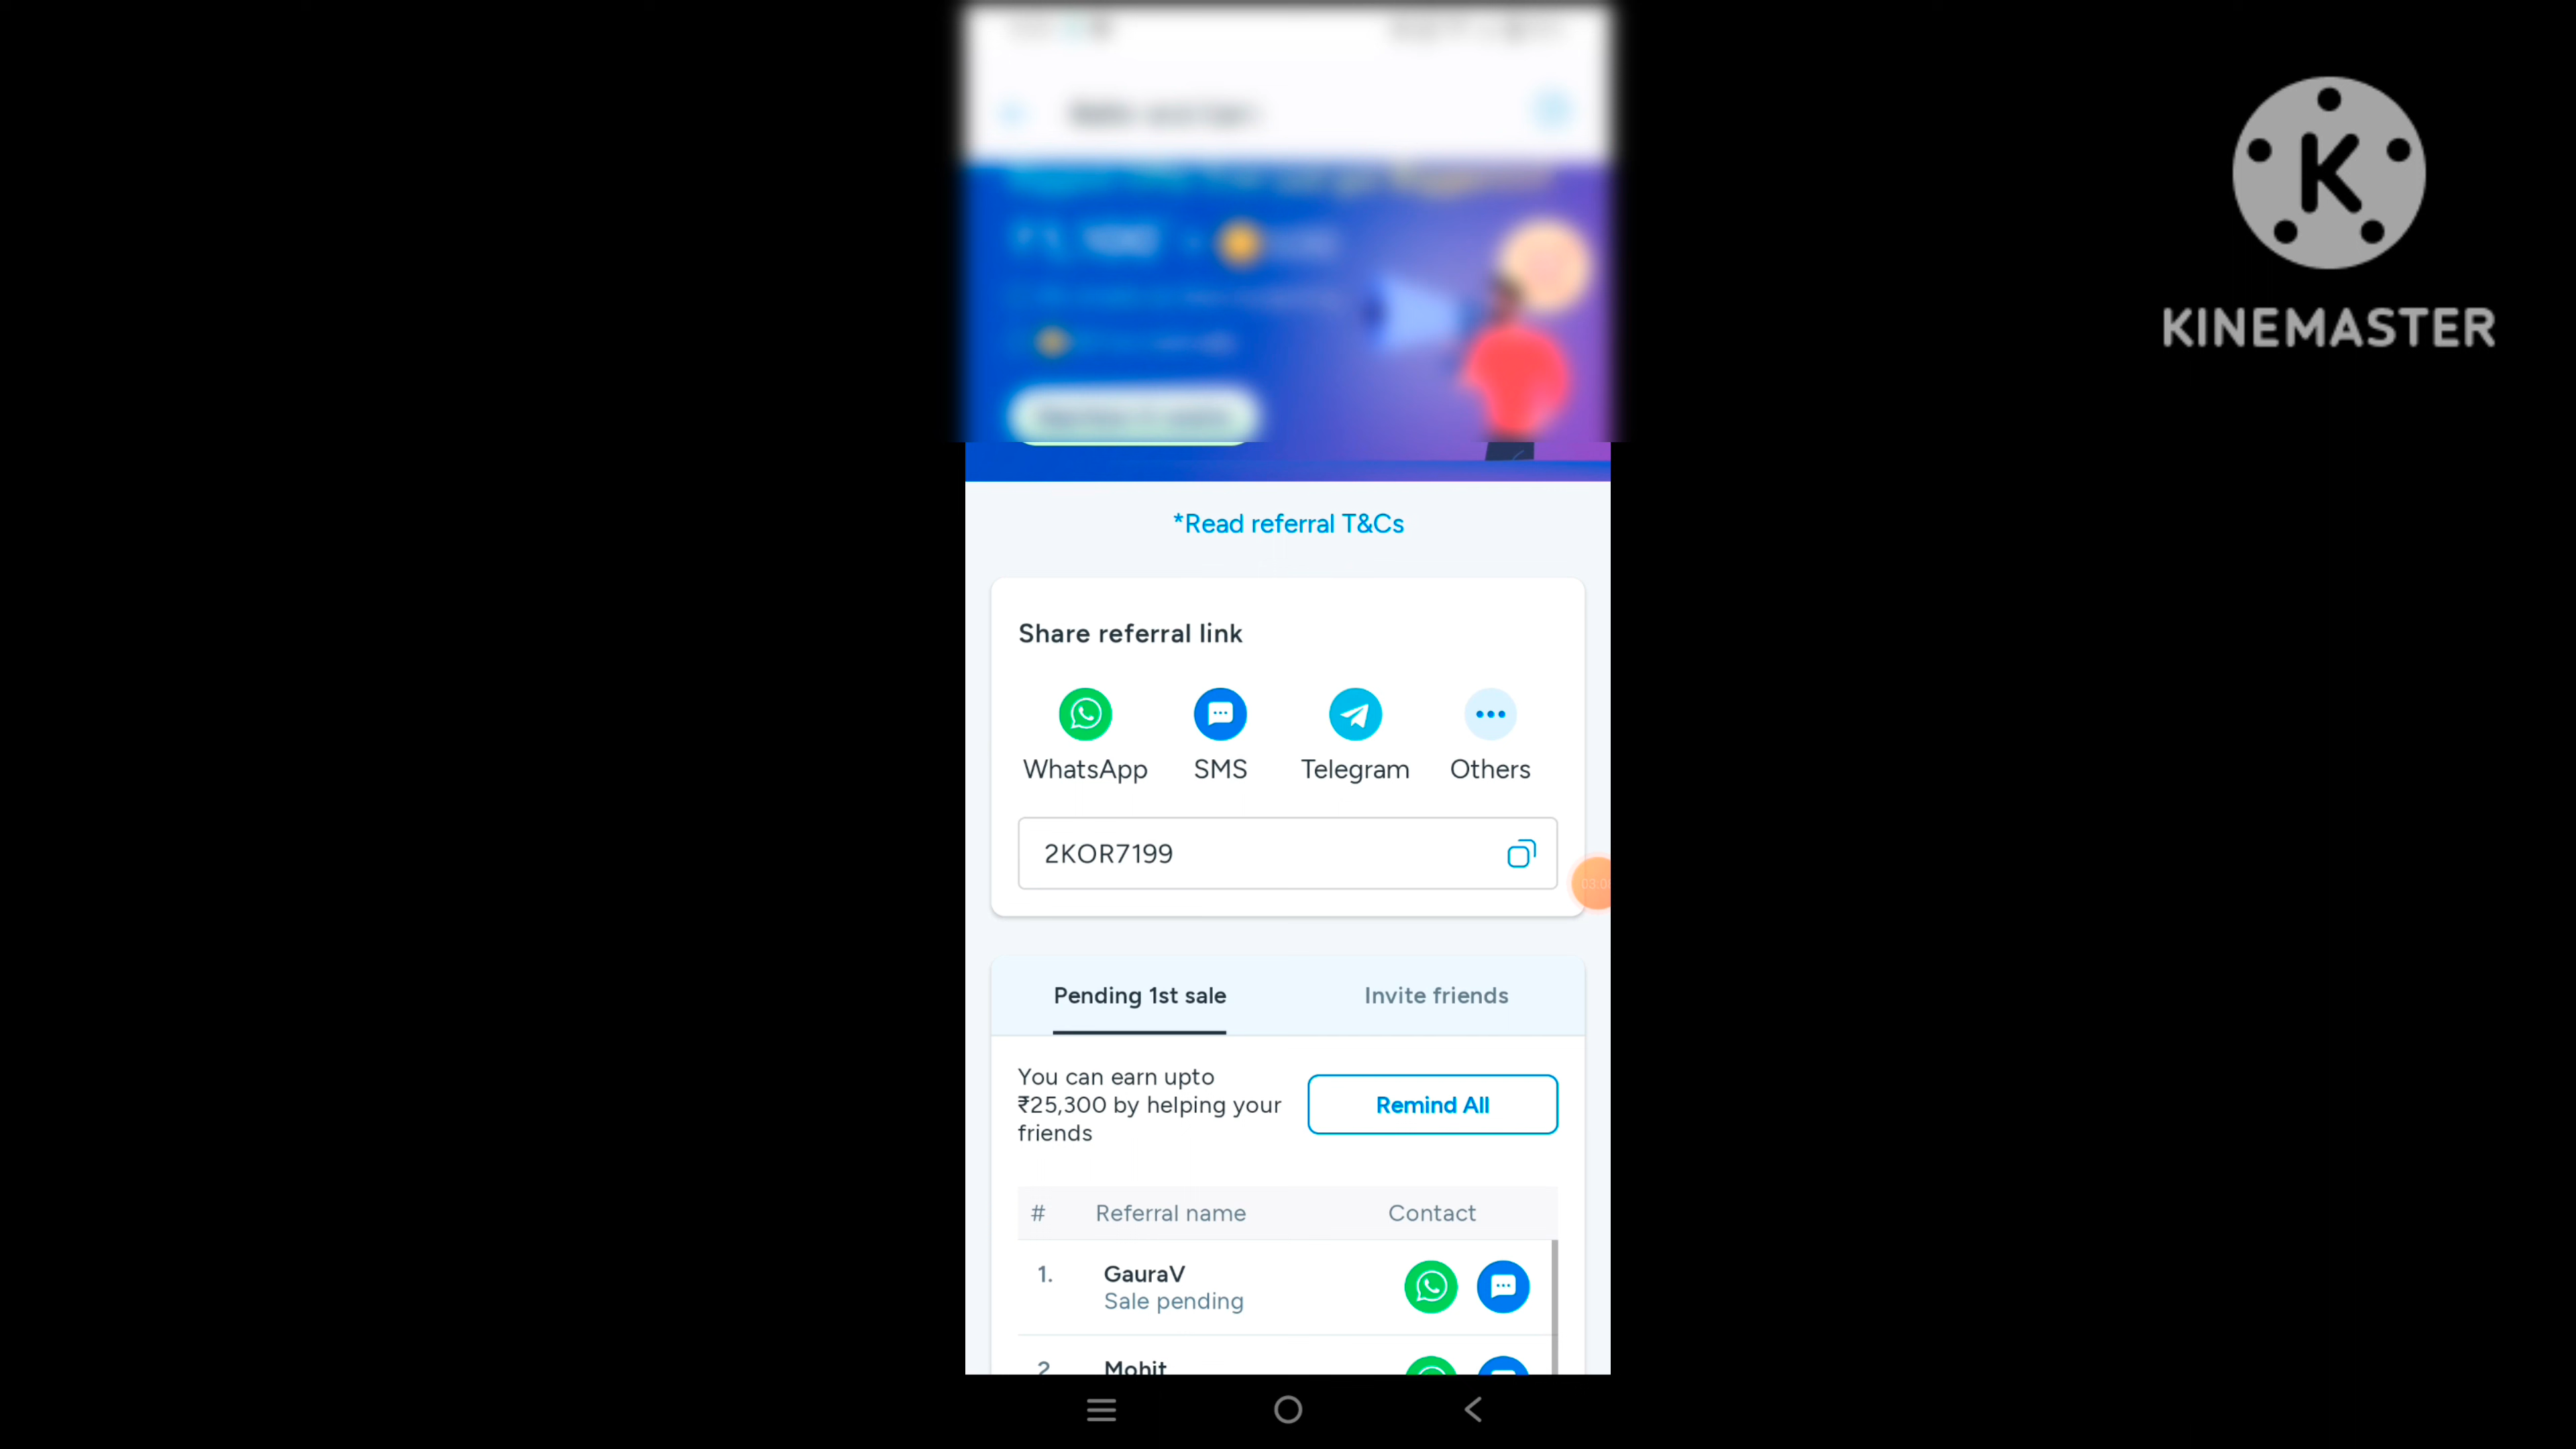 KINEMASTER
*Read referral T&Cs
Share referral link
WhatsApp SMS Telegram Others
2KOR7199
Pending 1st sale Invite friends
You can earn upto
₹25,300 by helping your
friends
Remind All
# Referral name Contact
1. GauraV
Sale pending
2 Mohit